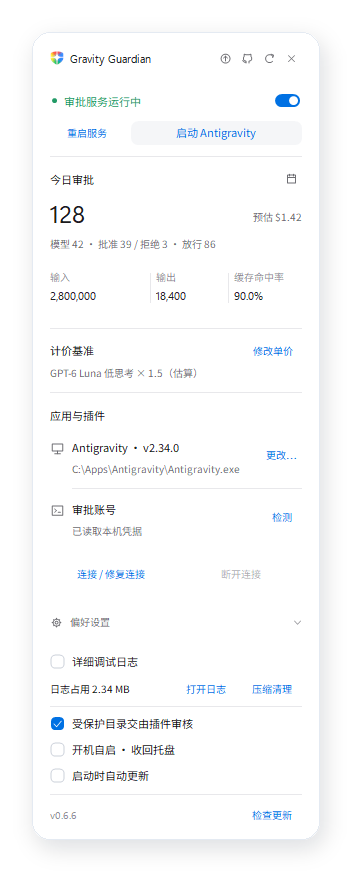 Gravity Guardian
审批服务运行中
重启服务 启动 Antigravity
今日审批
128 预估 $1.42
模型 42 · 批准 39 / 拒绝 3 · 放行 86
输入 输出 缓存命中率
2,800,000 18,400 90.0%
计价基准 修改单价
GPT-6 Luna 低思考 × 1.5（估算）
应用与插件
Antigravity · v2.34.0 更改...
C:\Apps\Antigravity\Antigravity.exe
审批账号 检测
已读取本机凭据
连接 / 修复连接 断开连接
偏好设置
详细调试日志
日志占用 2.34 MB 打开日志 压缩清理
受保护目录交由插件审核
开机自启 · 收回托盘
启动时自动更新
v0.6.6 检查更新